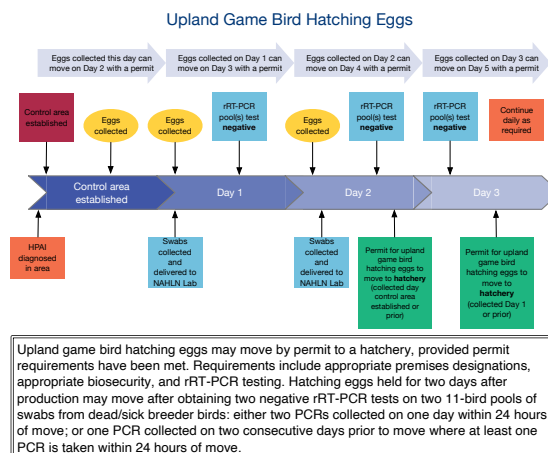 Upland Game Bird Hatching Eggs
Eggs collected this day can
move on Day 2 with a permit
Eggs collected on Day 1 can
move on Day 3 with a permit
Eggs collected on Day 2 can
move on Day 4 with a permit
Eggs collected on Day 3 can
move on Day 5 with a permit
Control area
established
Eggs
collected
Eggs
collected
rRT-PCR
pool(s) test
negative
Eggs
collected
rRT-PCR
pool(s) test
negative
rRT-PCR
pool(s) test
negative
Continue
daily as
required
Control area
established
Day 1
Day 2
Day 3
HPAI
diagnosed
in area
Swabs
collected
and
delivered to
NAHLN Lab
Swabs
collected
and
delivered to
NAHLN Lab
Permit for upland
game bird
hatching eggs to
move to hatchery
(collected day
control area
established or
prior)
Permit for upland
game bird
hatching eggs to
move to
hatchery
(collected Day 1
or prior)
Upland game bird hatching eggs may move by permit to a hatchery, provided permit
requirements have been met. Requirements include appropriate premises designations,
appropriate biosecurity, and rRT-PCR testing. Hatching eggs held for two days after
production may move after obtaining two negative rRT-PCR tests on two 11-bird pools of
swabs from dead/sick breeder birds: either two PCRs collected on one day within 24 hours
of move; or one PCR collected on two consecutive days prior to move where at least one
PCR is taken within 24 hours of move.